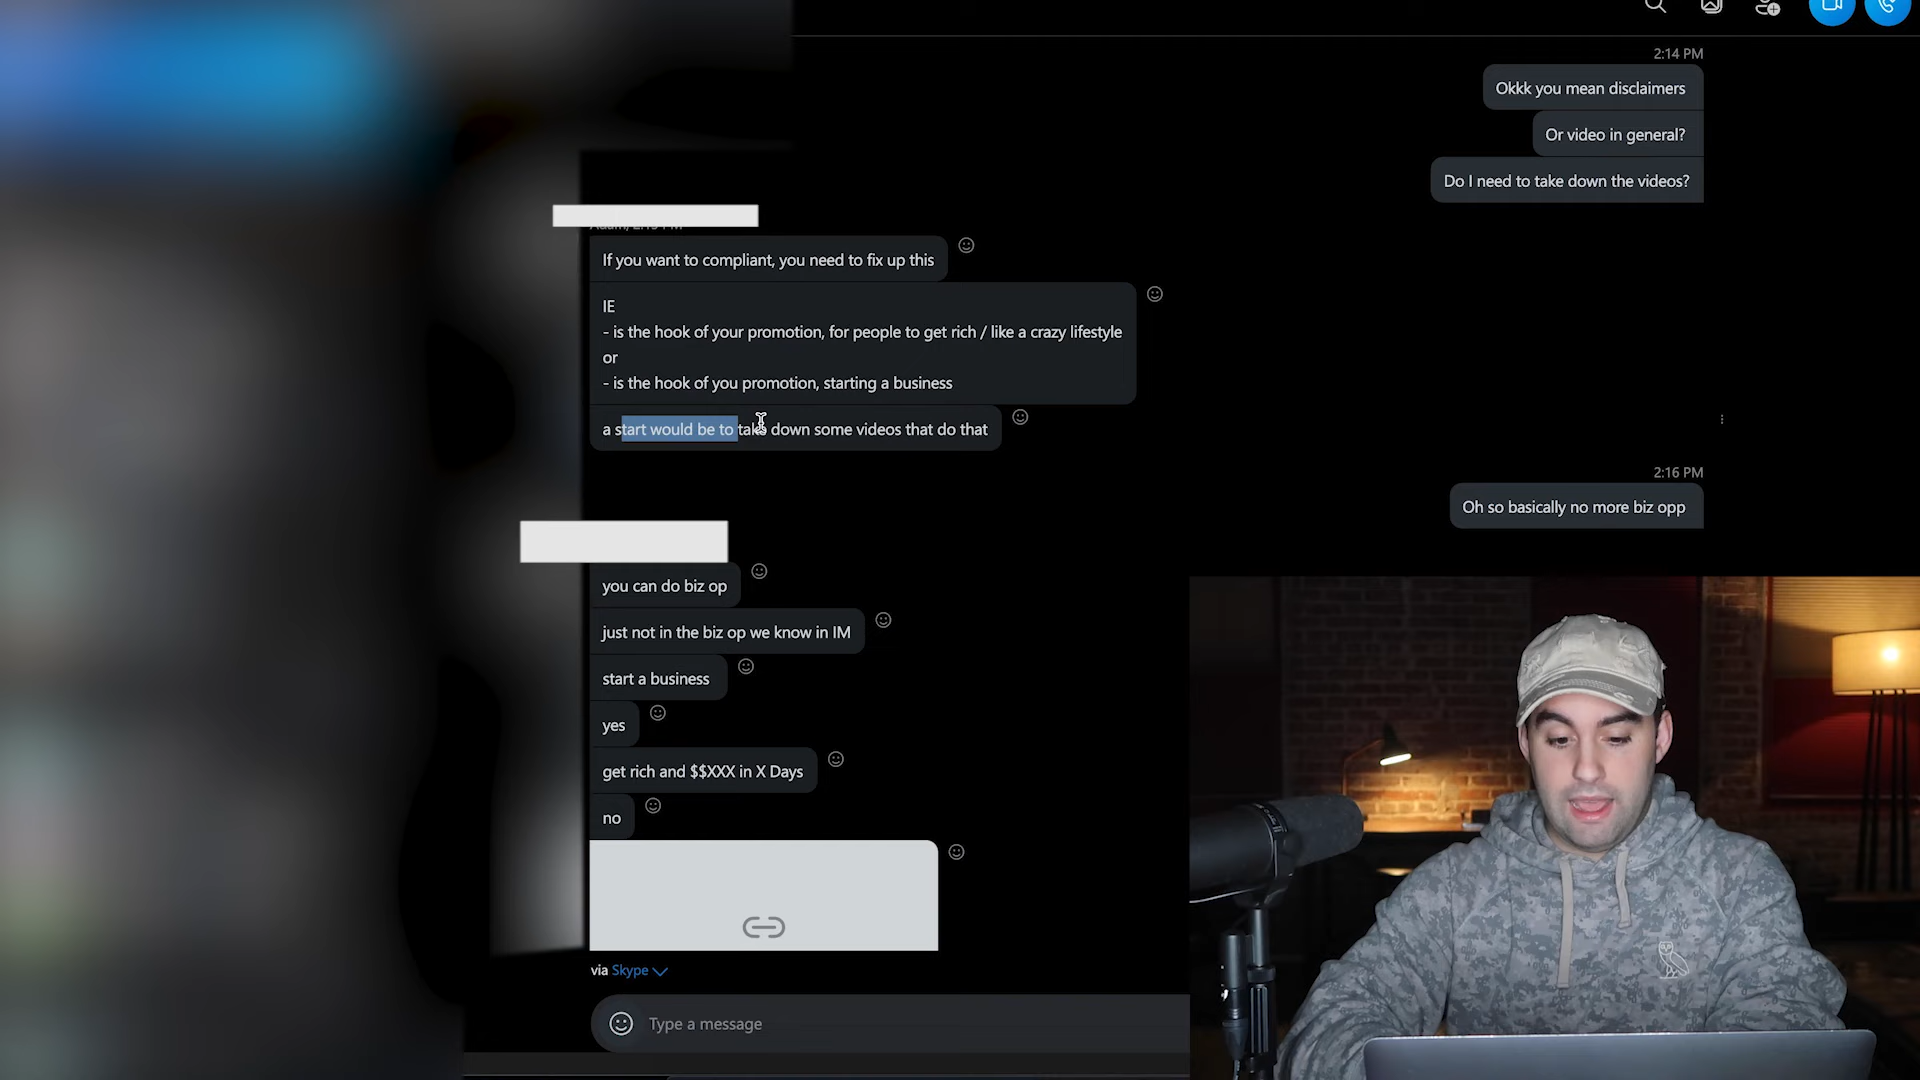 2:14 PM
Okkk you mean disclaimers
Or video in general?
Do I need to take down the videos?
If you want to compliant, you need to fix up this
IE
- is the hook of your promotion, for people to get rich / like a crazy lifestyle
or
- is the hook of you promotion, starting a business
a start would be to take down some videos that do that
2:16 PM
Oh so basically no more biz opp
you can do biz op
just not in the biz op we know in IM
start a business
yes
get rich and $$XXX in X Days
no
via Skype
Type a message